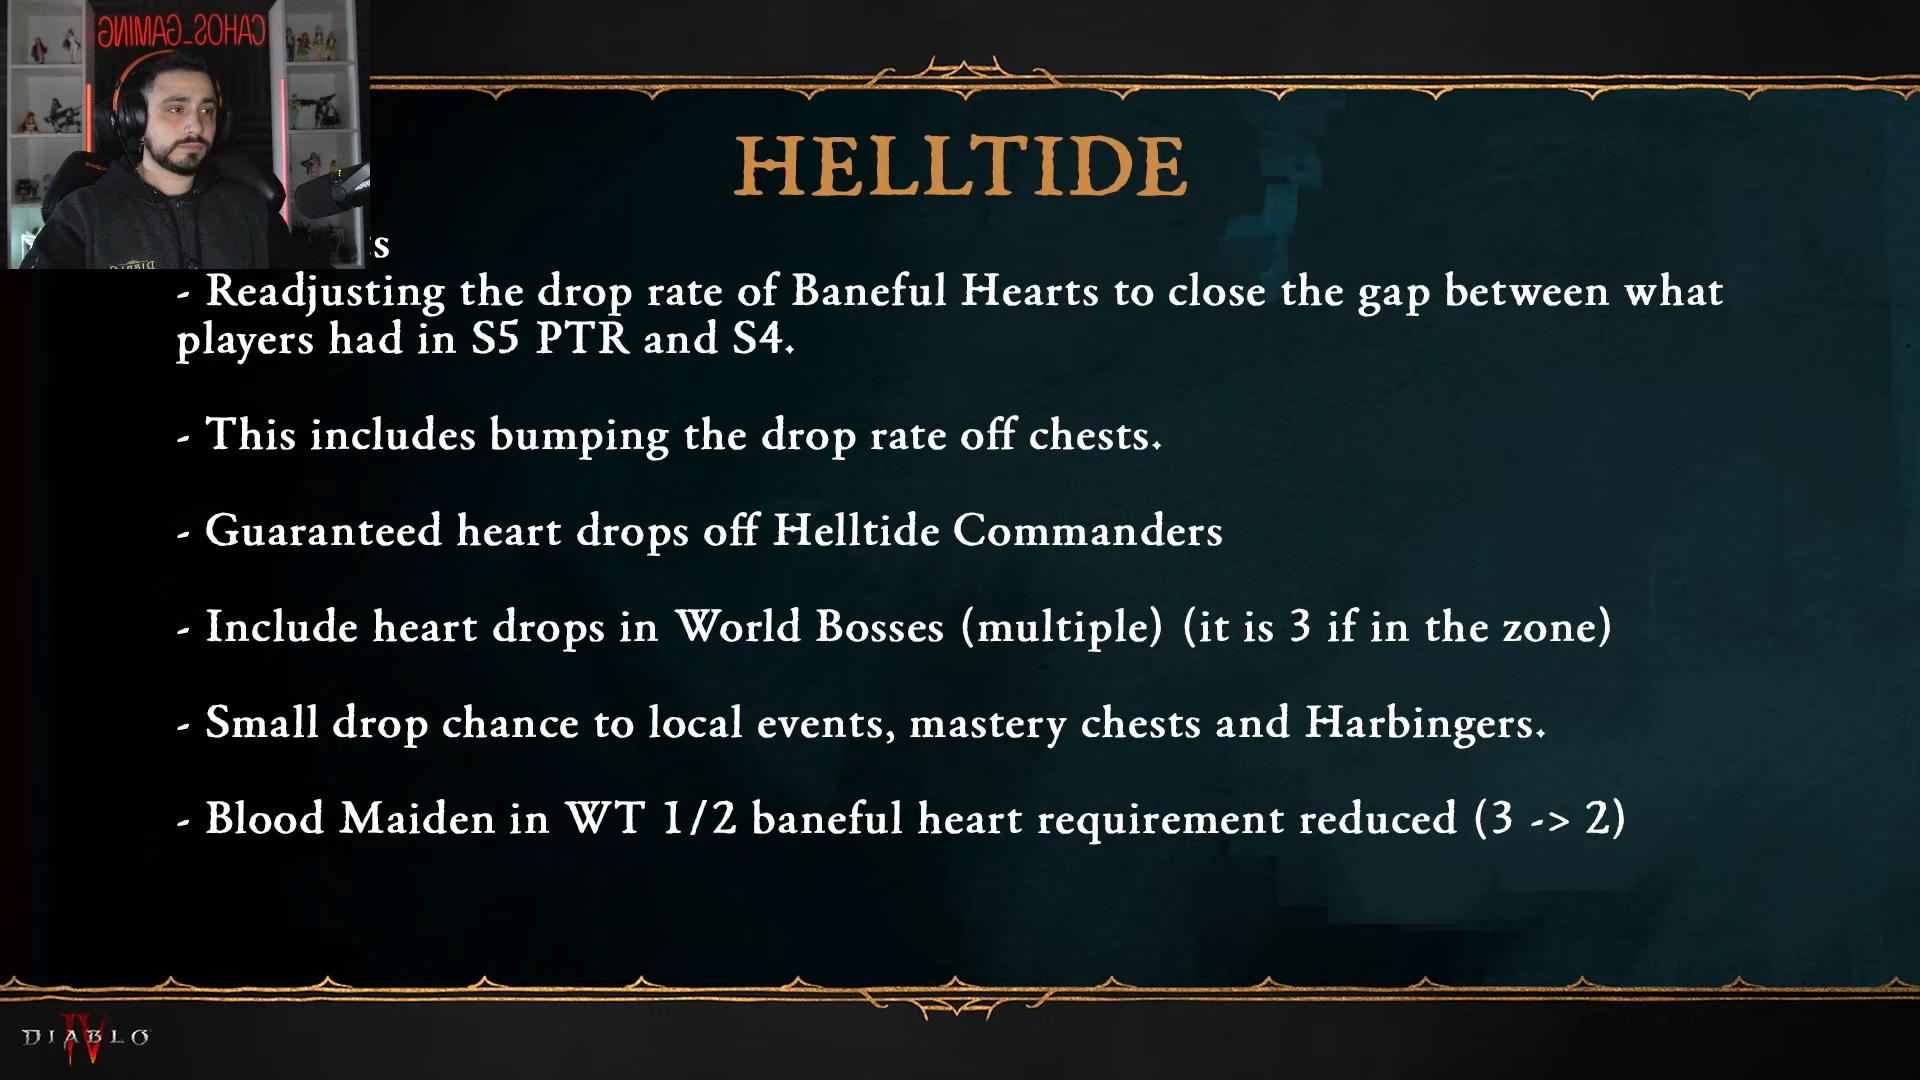 CAHOS_GAMING
HELLTIDE
- Readjusting the drop rate of Baneful Hearts to close the gap between what
players had in S5 PTR and S4.
- This includes bumping the drop rate off chests.
- Guaranteed heart drops off Helltide Commanders
- Include heart drops in World Bosses (multiple) (it is 3 if in the zone)
- Small drop chance to local events, mastery chests and Harbingers.
- Blood Maiden in WT 1/2 baneful heart requirement reduced (3 -> 2)
DIABLO
IV